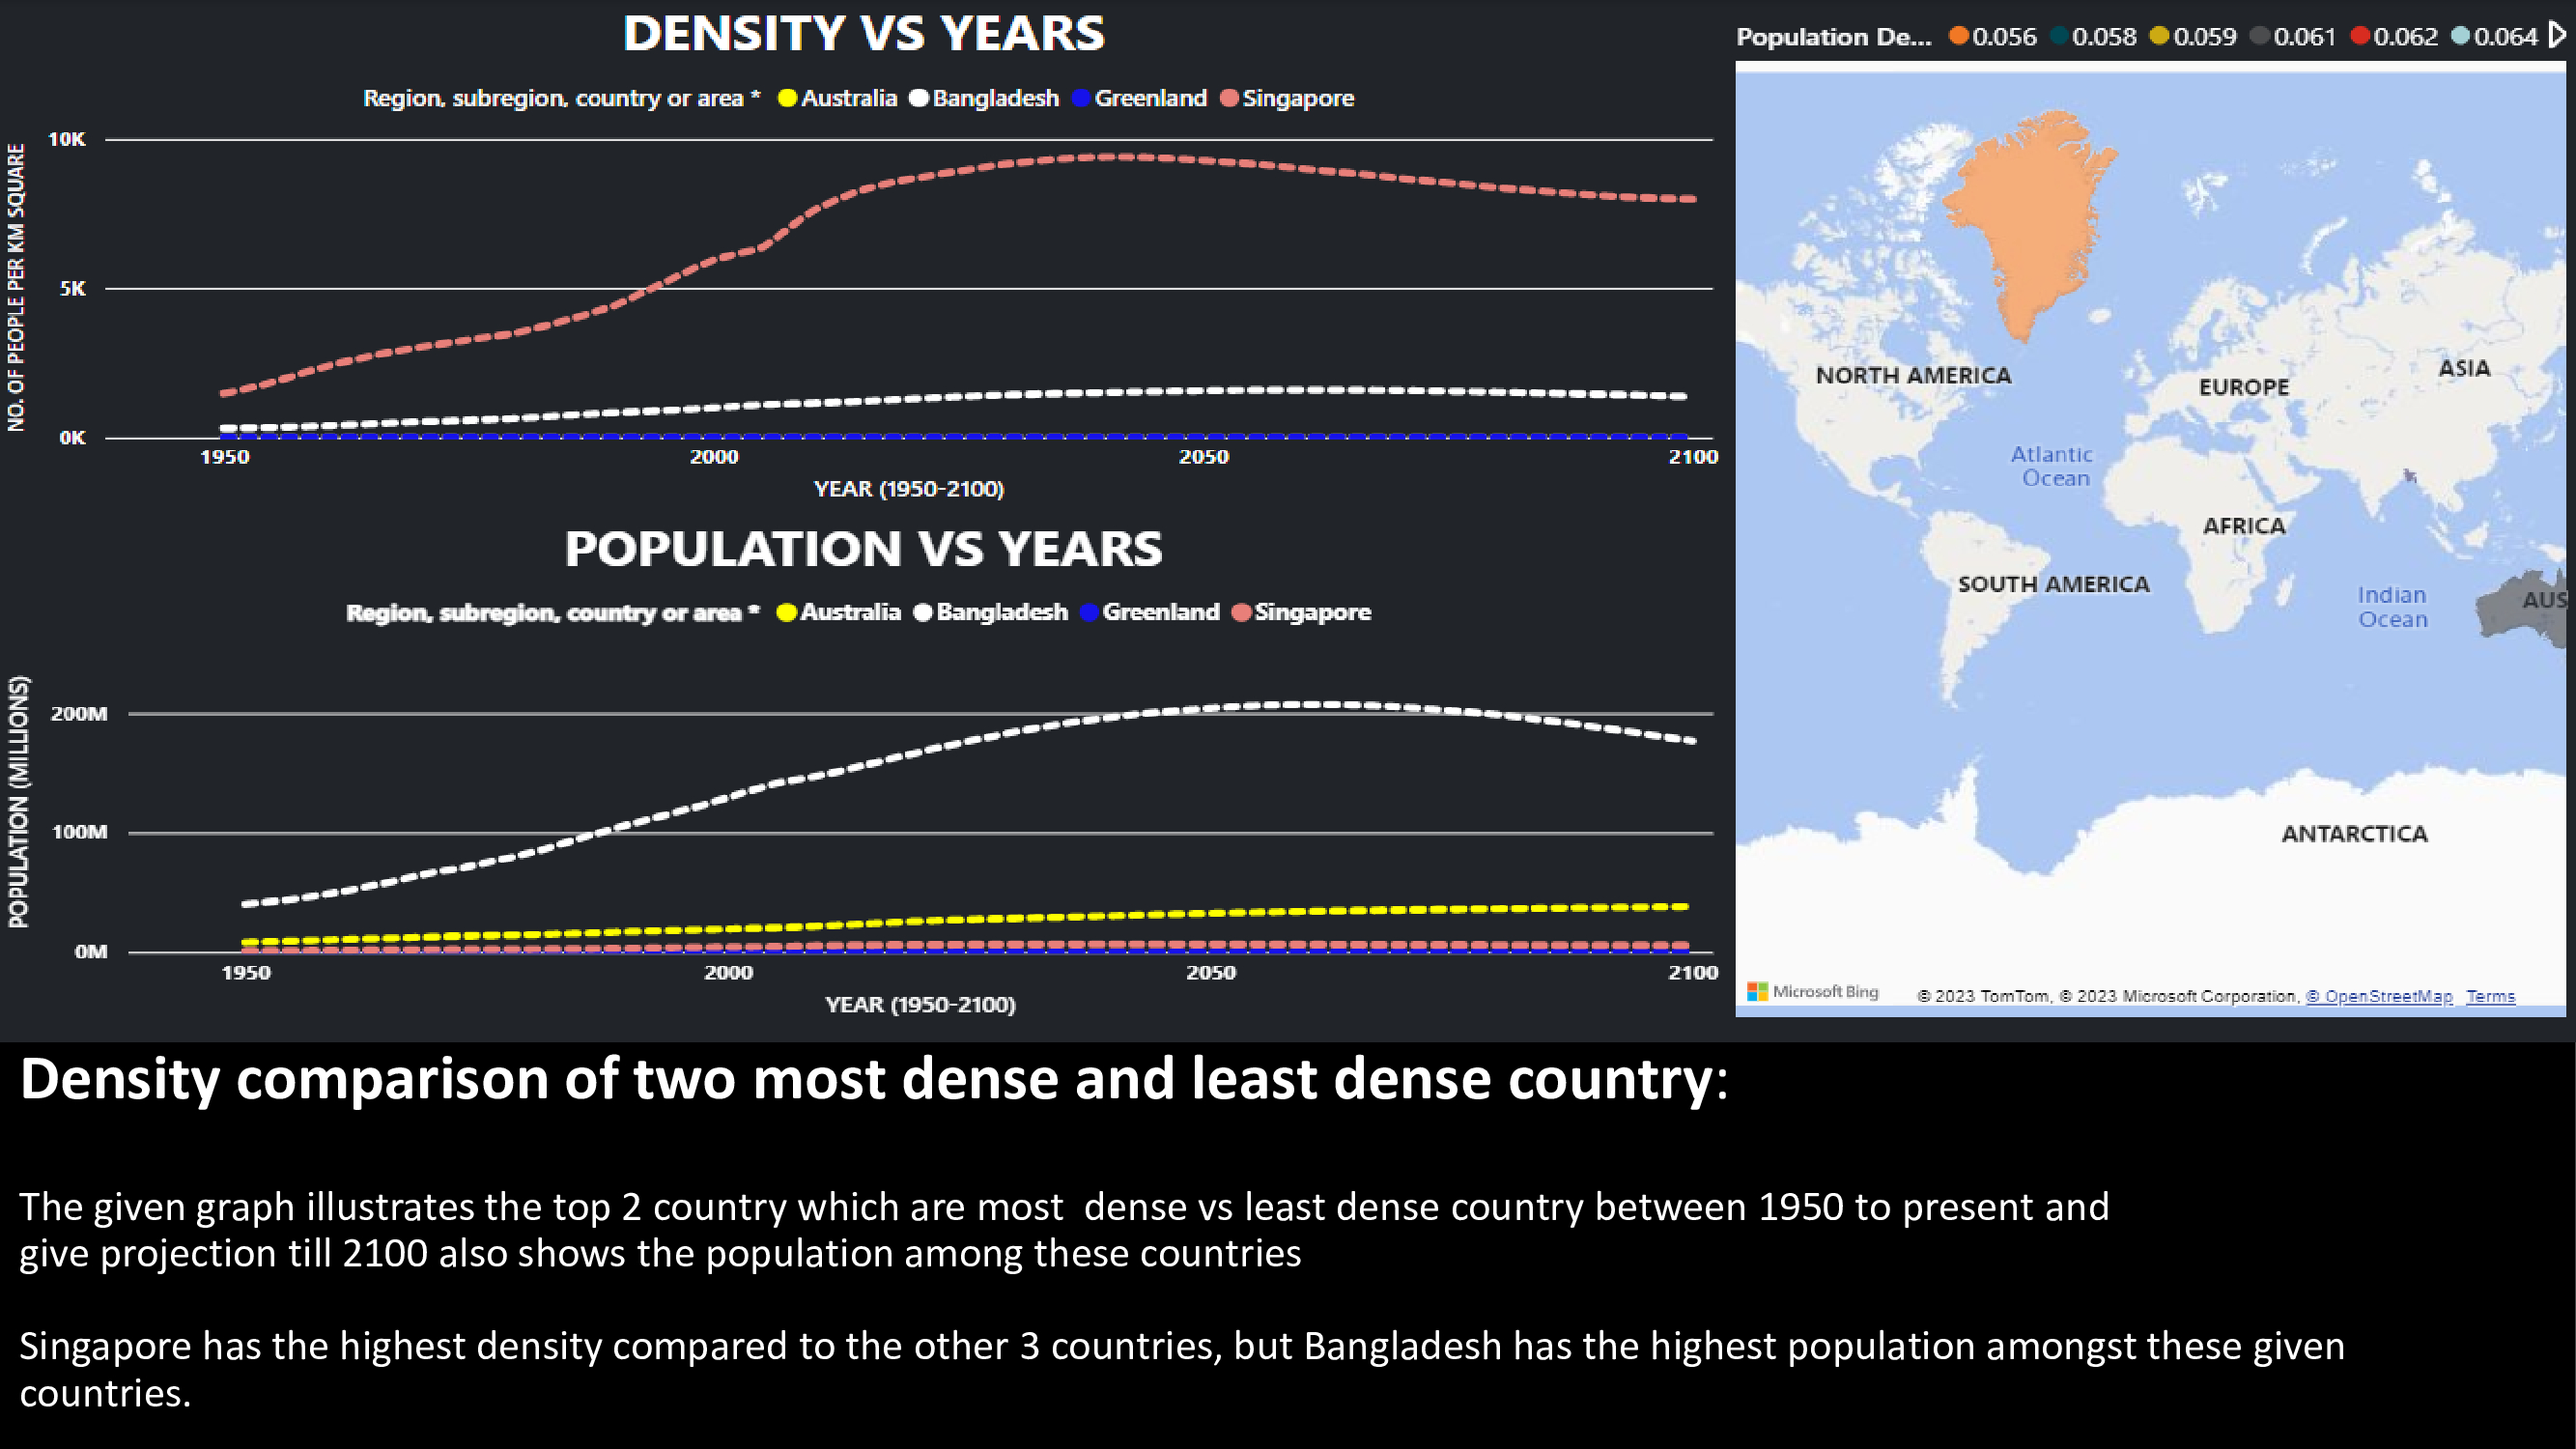 DENSITY VS YEARS
Region, subregion, country or area * Australia Bangladesh Greenland Singapore
NO. OF PEOPLE PER KM SQUARE
10K
5K
0K
1950 2000 2050 2100
YEAR (1950-2100)
POPULATION VS YEARS
Region, subregion, country or area * Australia Bangladesh Greenland Singapore
POPULATION (MILLIONS)
200M
100M
0M
1950 2000 2050 2100
YEAR (1950-2100)
Population De... 0.056 0.058 0.059 0.061 0.062 0.064
NORTH AMERICA
EUROPE
ASIA
Atlantic
Ocean
AFRICA
SOUTH AMERICA
Indian
Ocean
AUS
ANTARCTICA
Microsoft Bing
© 2023 TomTom, © 2023 Microsoft Corporation, © OpenStreetMap Terms
Density comparison of two most dense and least dense country:
The given graph illustrates the top 2 country which are most  dense vs least dense country between 1950 to present and
give projection till 2100 also shows the population among these countries
Singapore has the highest density compared to the other 3 countries, but Bangladesh has the highest population amongst these given
countries.